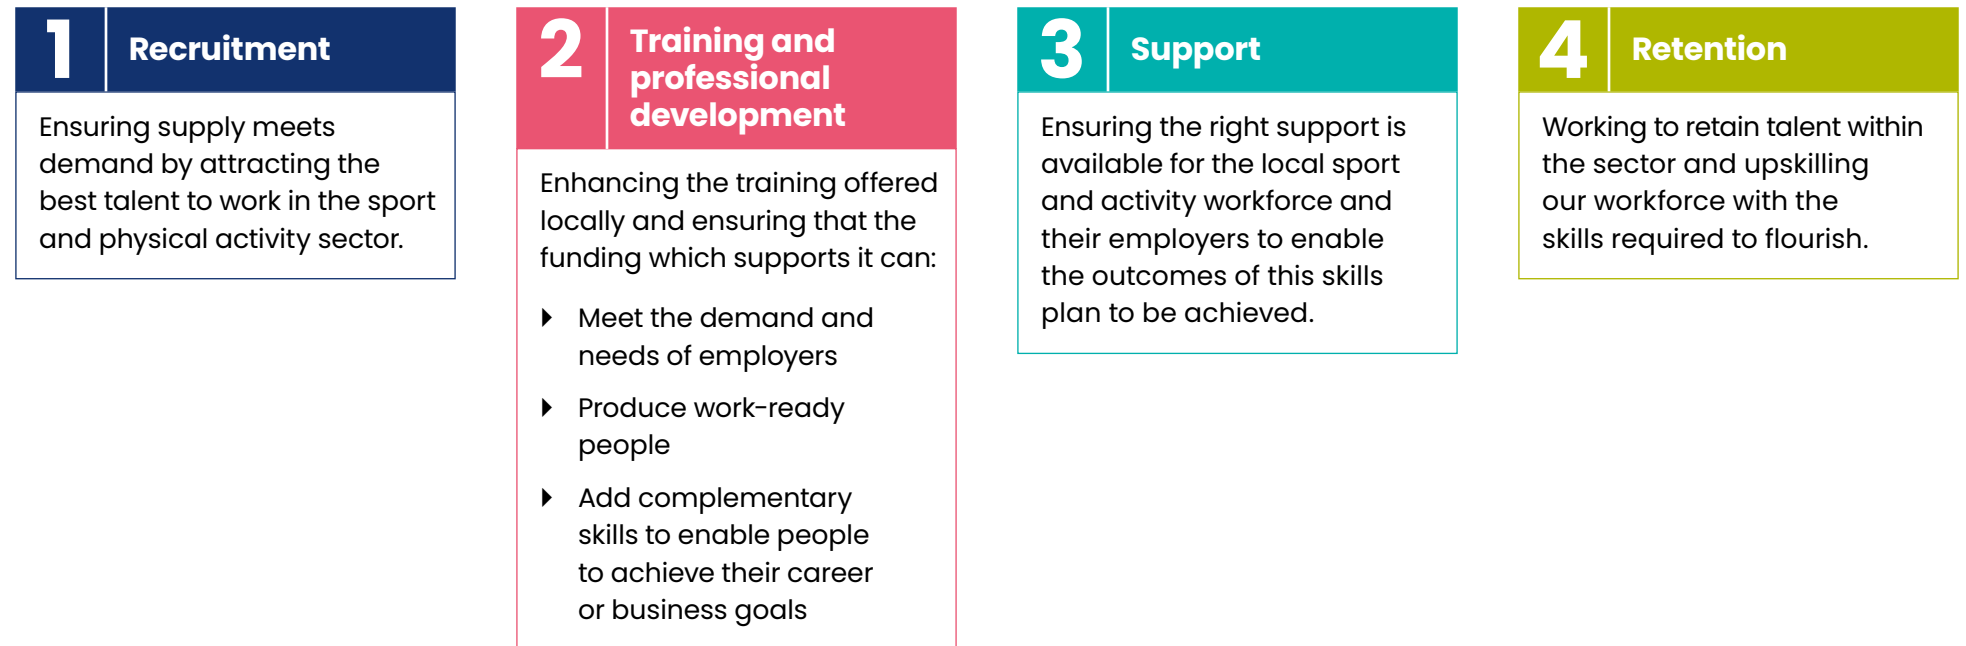 1
Recruitment
Ensuring supply meets
demand by attracting the
best talent to work in the sport
and physical activity sector.
2
Training and
professional
development
Enhancing the training offered
locally and ensuring that the
funding which supports it can:
Meet the demand and
needs of employers
Produce work-ready
people
Add complementary
skills to enable people
to achieve their career
or business goals
3
Support
Ensuring the right support is
available for the local sport
and activity workforce and
their employers to enable
the outcomes of this skills
plan to be achieved.
4
Retention
Working to retain talent within
the sector and upskilling
our workforce with the
skills required to flourish.